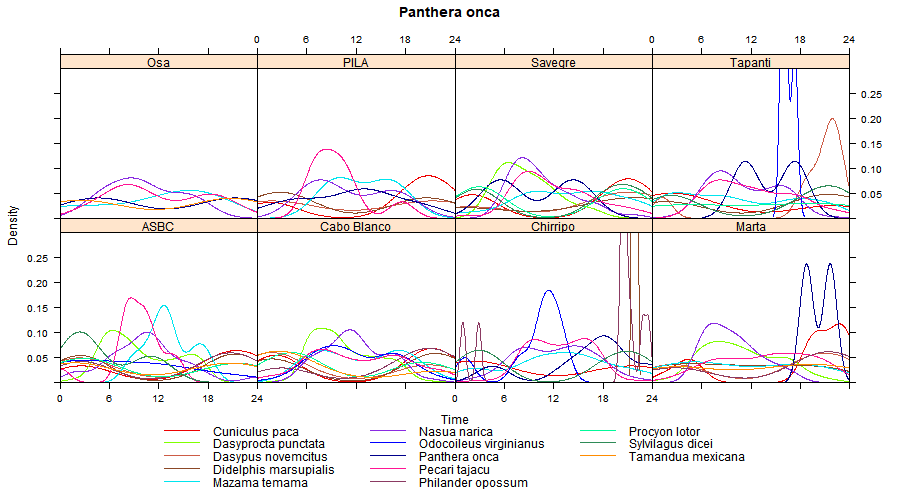 Panthera onca
0 6 12 18 24 0 6 12 18 24
Osa PILA Savegre Tapanti
0.25
0.20
0.15
0.10
0.05
Density
ASBC Cabo Blanco Chirripo Marta
0.25
0.20
0.15
0.10
0.05
0 6 12 18 24 0 6 12 18 24
Time
Cuniculus paca Nasua narica Procyon lotor
Dasyprocta punctata Odocoileus virginianus Sylvilagus dicei
Dasypus novemcitus Panthera onca Tamandua mexicana
Didelphis marsupialis Pecari tajacu
Mazama temama Philander opossum